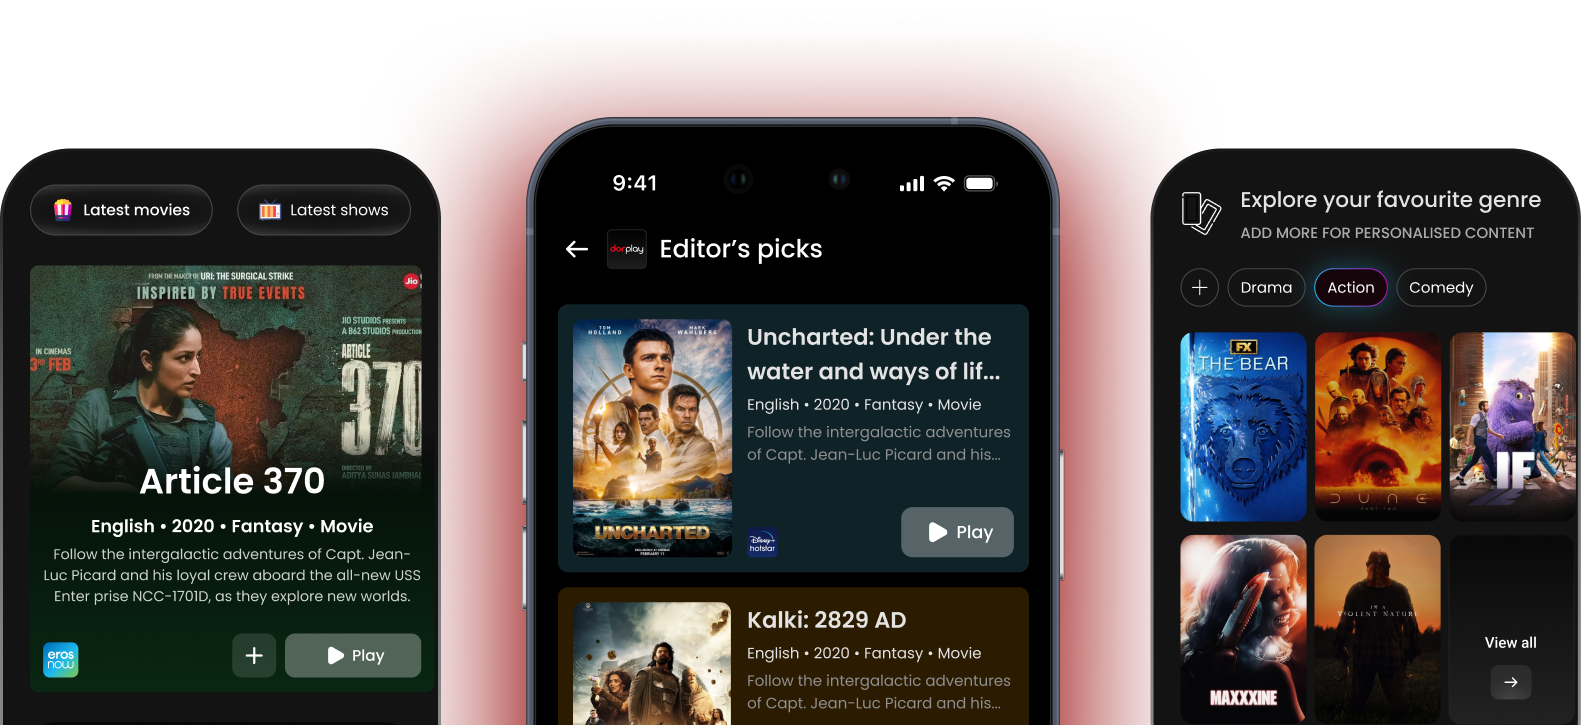 Latest movies
Latest shows
FROM THE MAKER OF URI: THE SURGICAL STRIKE
INSPIRED BY TRUE EVENTS
Jio
JIO STUDIOS PRESENTS
A B62 STUDIOS PRODUCTION
IN CINEMAS
3RD FEB
ARTICLE
370
DIRECTED BY
ADITYA SUHAS JAMBHAL
Article 370
English • 2020 • Fantasy • Movie
Follow the intergalactic adventures of Capt. Jean-
Luc Picard and his loyal crew aboard the all-new USS
Enter prise NCC-1701D, as they explore new worlds.
eros
now
+
Play
9:41
dorplay
Editor’s picks
TOM
HOLLAND
MARK
WAHLBERG
UNCHARTED
FEBRUARY 11
Uncharted: Under the
water and ways of lif...
English • 2020 • Fantasy • Movie
Follow the intergalactic adventures
of Capt. Jean-Luc Picard and his...
Disney+
hotstar
Play
Kalki: 2829 AD
English • 2020 • Fantasy • Movie
Follow the intergalactic adventures
of Capt. Jean-Luc Picard and his...
Explore your favourite genre
ADD MORE FOR PERSONALISED CONTENT
+
Drama
Action
Comedy
FX
THE BEAR
DUNE
PART TWO
IF
MAXXXINE
IN A
VIOLENT NATURE
View all